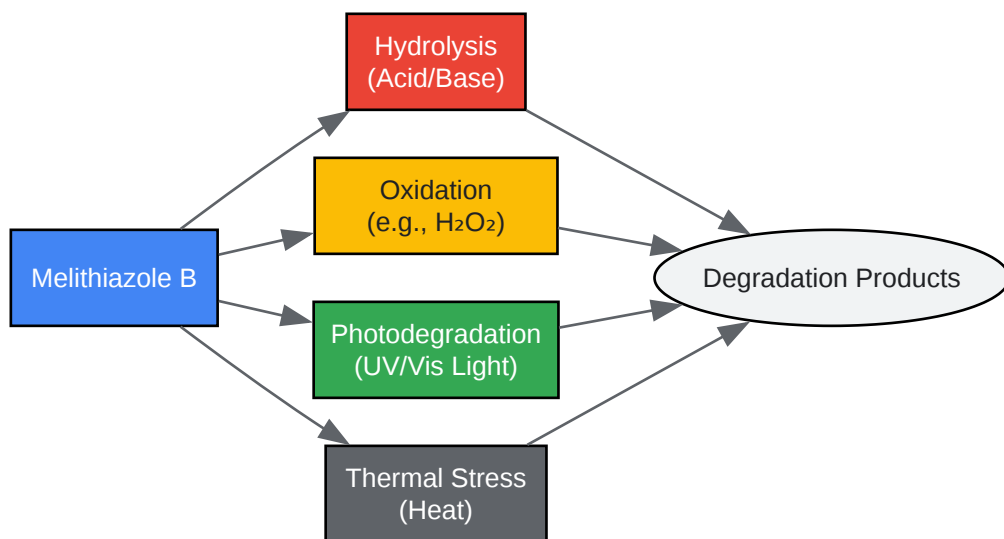 Hydrolysis
(Acid/Base)
Oxidation
(e.g., H₂O₂)
Melithiazole B
Degradation Products
Photodegradation
(UV/Vis Light)
Thermal Stress
(Heat)